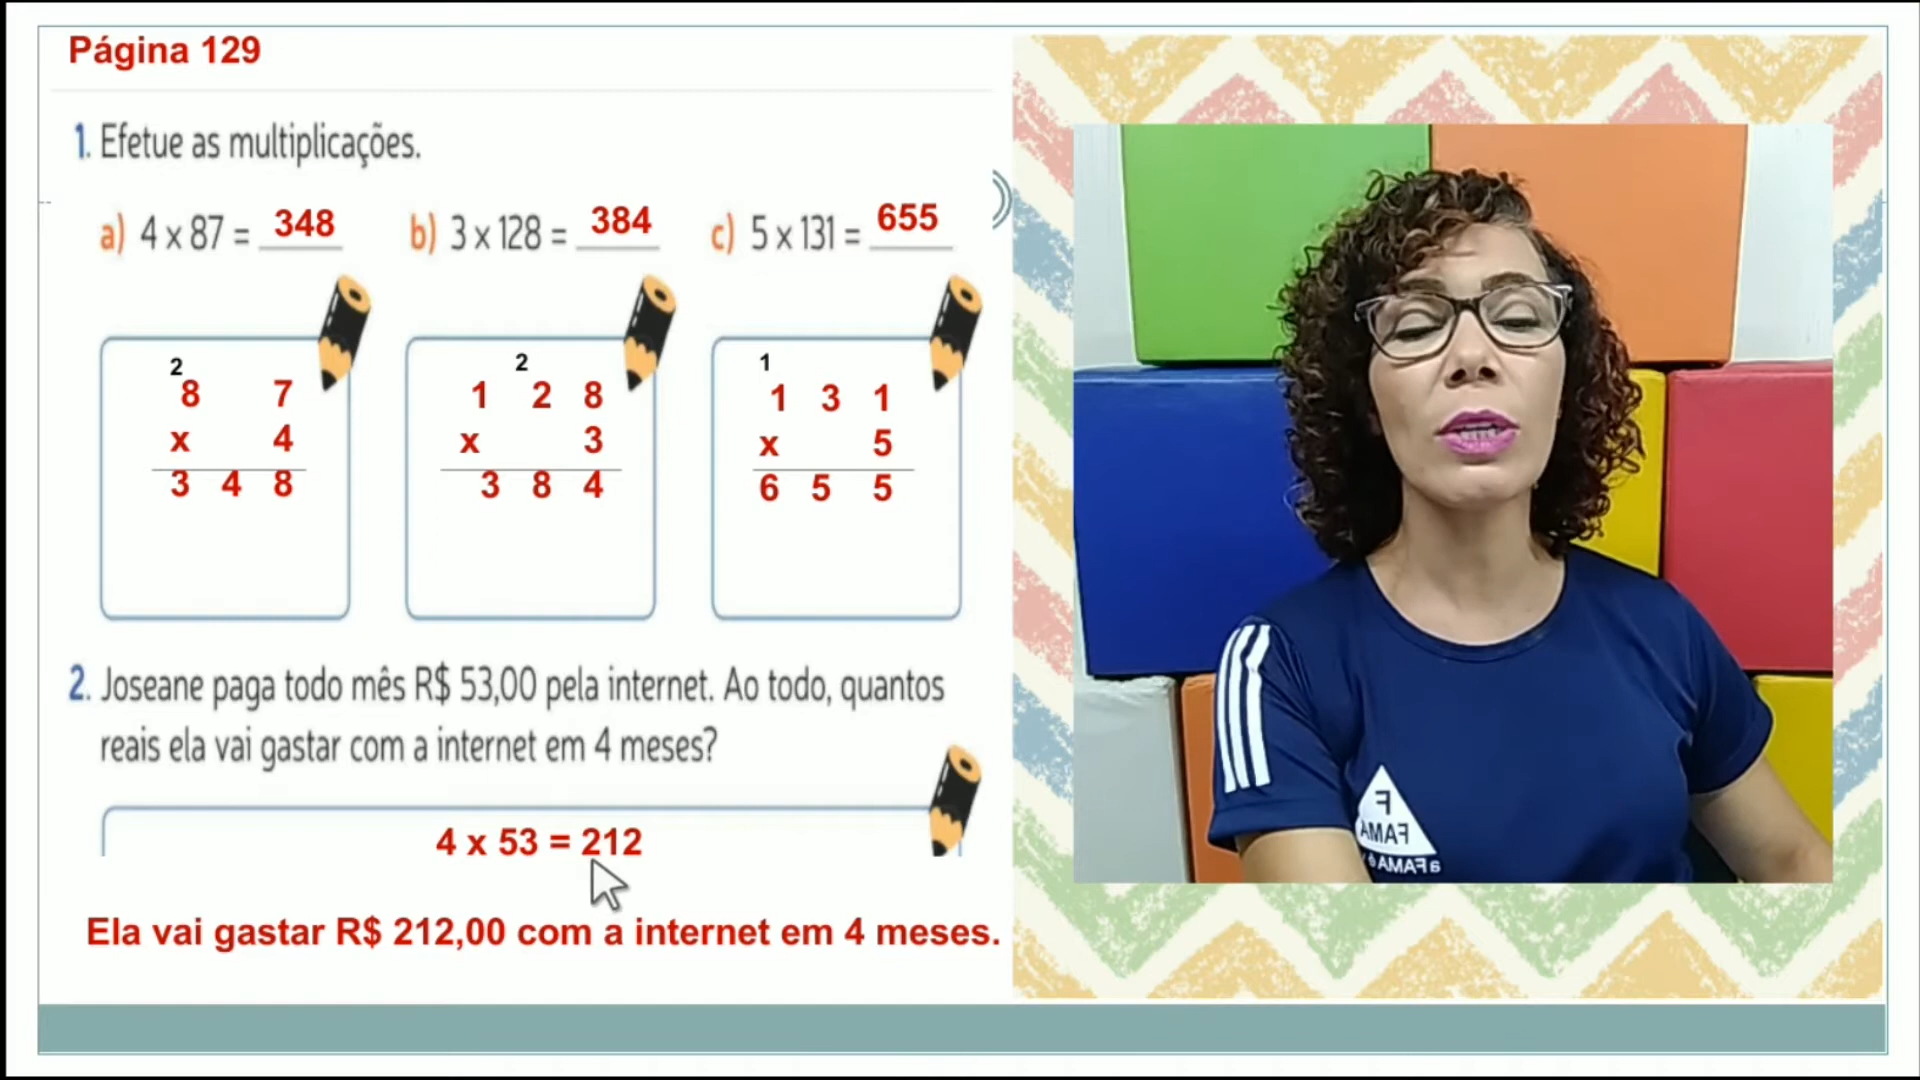 Página 129
1. Efetue as multiplicações.
a) 4 x 87 = 348 b) 3 x 128 = 384 c) 5 x 131 = 655
2 2 1
8 7 1 2 8 1 3 1
x 4 x 3 x 5
3 4 8 3 8 4 6 5 5
2. Joseane paga todo mês R$ 53,00 pela internet. Ao todo, quantos
reais ela vai gastar com a internet em 4 meses?
4 x 53 = 212
Ela vai gastar R$ 212,00 com a internet em 4 meses.
F
FAMA